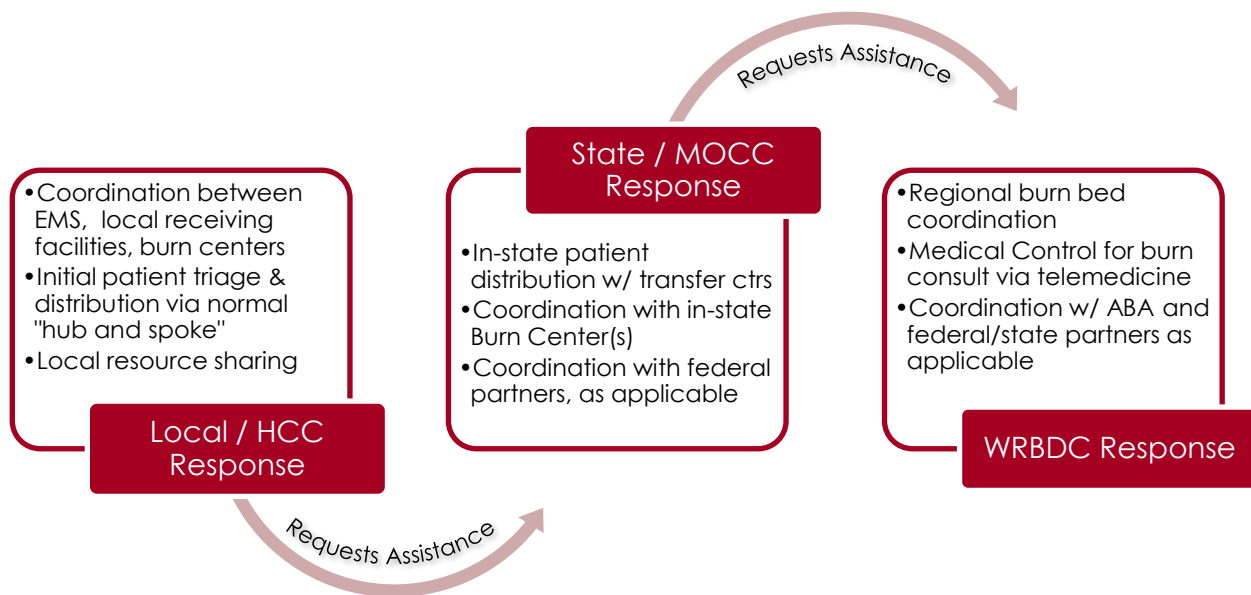 •Coordination between
EMS,  local receiving
facilities, burn centers
•Initial patient triage &
distribution via normal
"hub and spoke"
•Local resource sharing
Local / HCC
Response
Requests Assistance
State / MOCC
Response
•In-state patient
distribution w/ transfer ctrs
•Coordination with in-state
Burn Center(s)
•Coordination with federal
partners, as applicable
Requests Assistance
•Regional burn bed
coordination
•Medical Control for burn
consult via telemedicine
•Coordination w/ ABA and
federal/state partners as
applicable
WRBDC Response